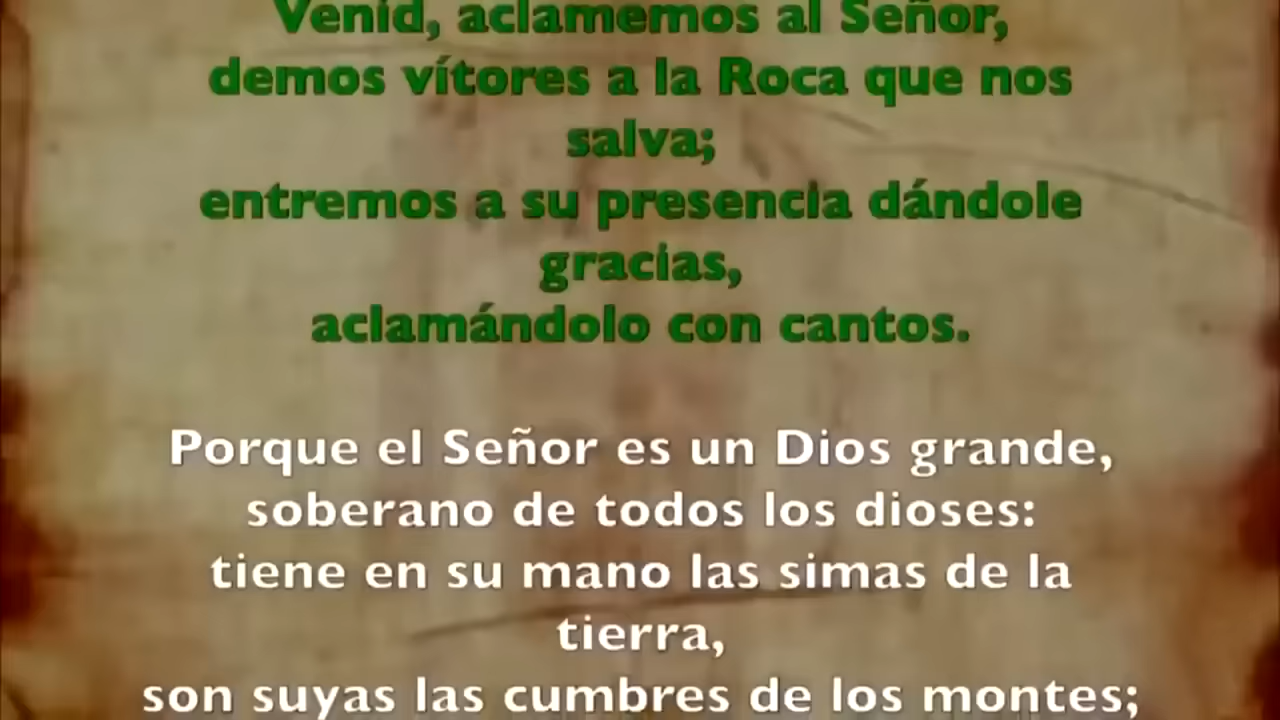 Venid, aclamemos al Señor,
demos vítores a la Roca que nos
salva;
entremos a su presencia dándole
gracias,
aclamándolo con cantos.
Porque el Señor es un Dios grande,
soberano de todos los dioses:
tiene en su mano las simas de la
tierra,
son suyas las cumbres de los montes;